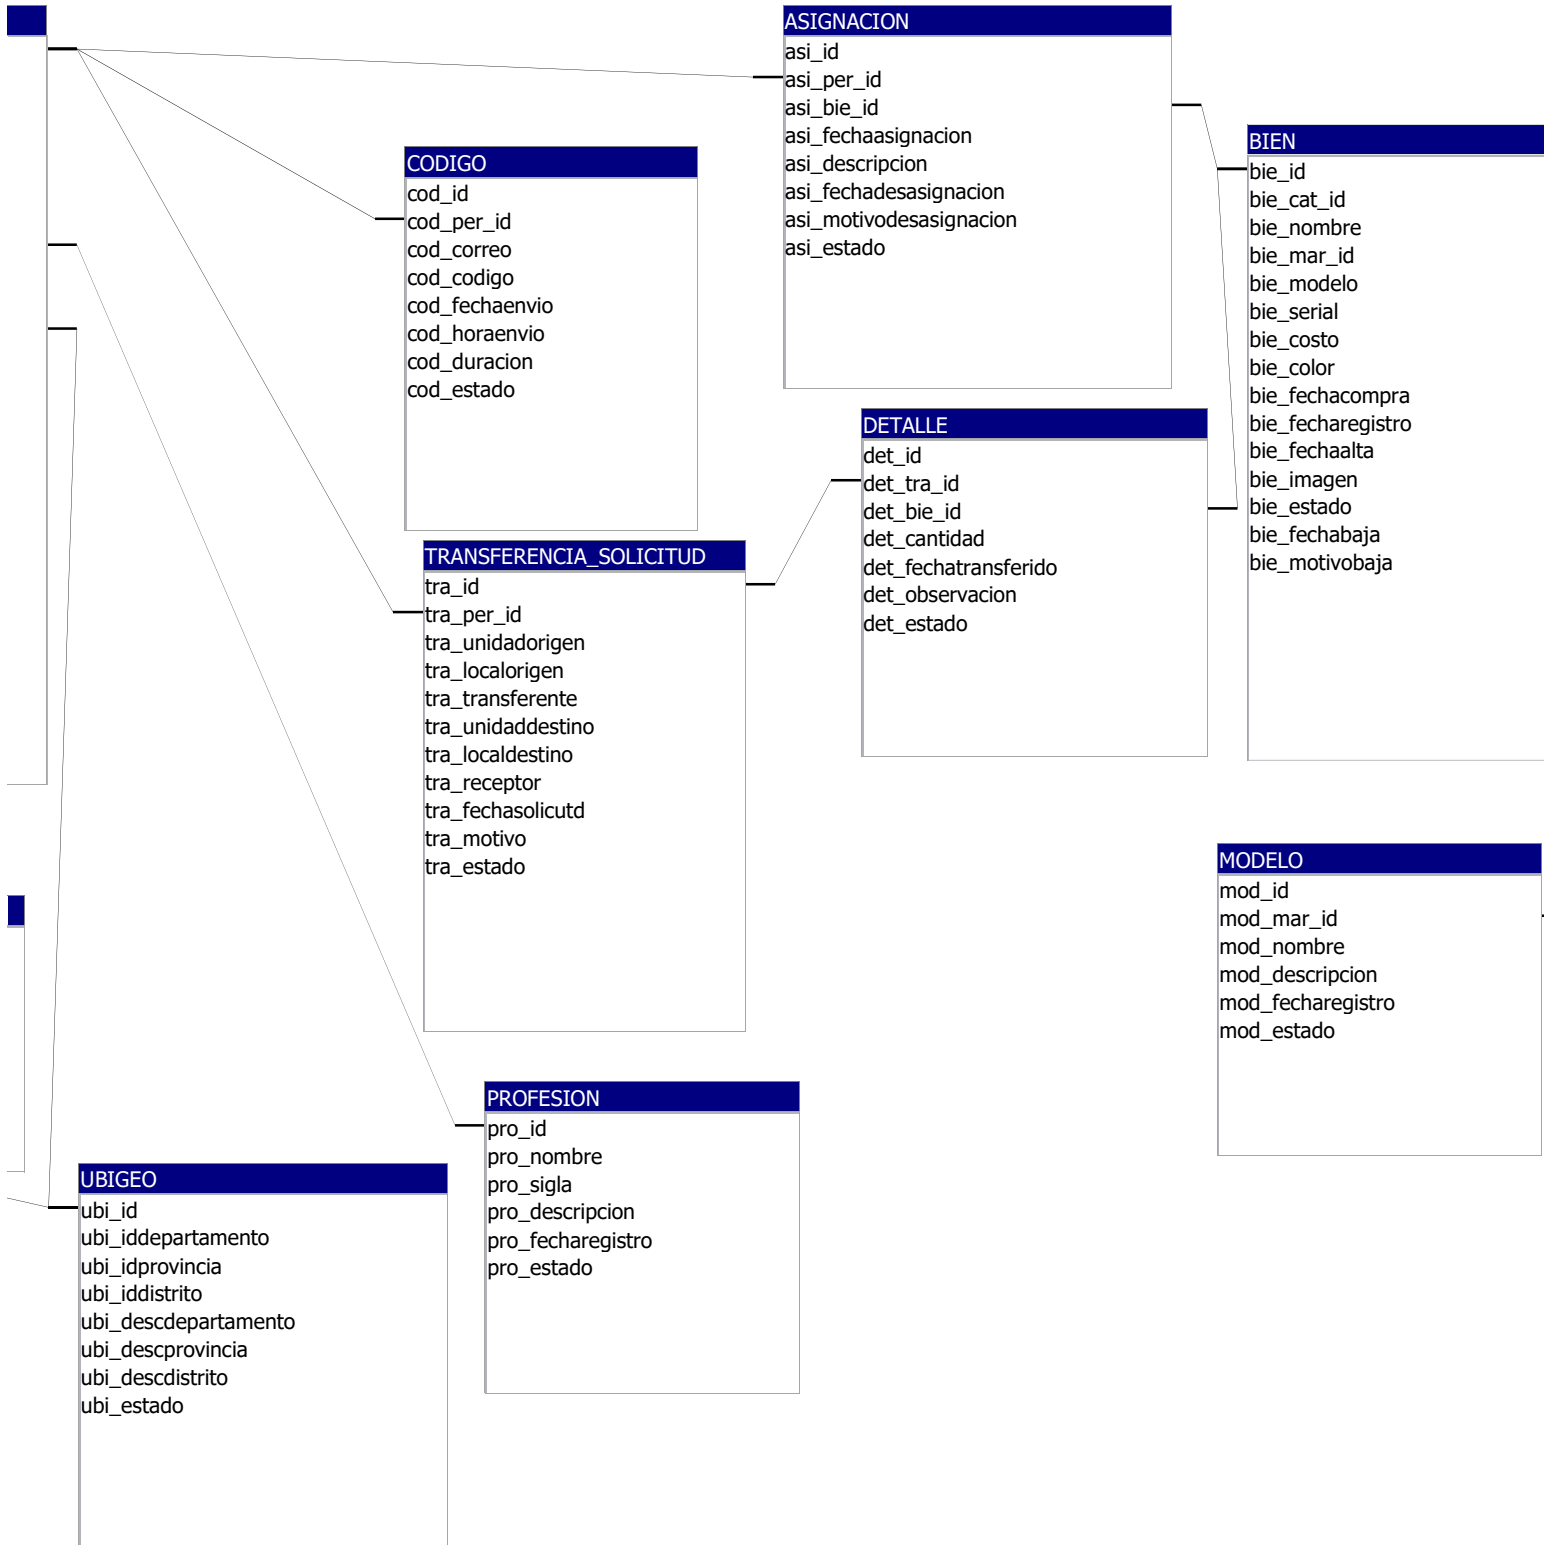 ASIGNACION
asi_id
asi_per_id
asi_bie_id
asi_fechaasignacion
asi_descripcion
asi_fechadesasignacion
asi_motivodesasignacion
asi_estado
CODIGO
cod_id
cod_per_id
cod_correo
cod_codigo
cod_fechaenvio
cod_horaenvio
cod_duracion
cod_estado
BIEN
bie_id
bie_cat_id
bie_nombre
bie_mar_id
bie_modelo
bie_serial
bie_costo
bie_color
bie_fechacompra
bie_fecharegistro
bie_fechaalta
bie_imagen
bie_estado
bie_fechabaja
bie_motivobaja
DETALLE
det_id
det_tra_id
det_bie_id
det_cantidad
det_fechatransferido
det_observacion
det_estado
TRANSFERENCIA_SOLICITUD
tra_id
tra_per_id
tra_unidadorigen
tra_localorigen
tra_transferente
tra_unidaddestino
tra_localdestino
tra_receptor
tra_fechasolicutd
tra_motivo
tra_estado
MODELO
mod_id
mod_mar_id
mod_nombre
mod_descripcion
mod_fecharegistro
mod_estado
PROFESION
pro_id
pro_nombre
pro_sigla
pro_descripcion
pro_fecharegistro
pro_estado
UBIGEO
ubi_id
ubi_iddepartamento
ubi_idprovincia
ubi_iddistrito
ubi_descdepartamento
ubi_descprovincia
ubi_descdistrito
ubi_estado